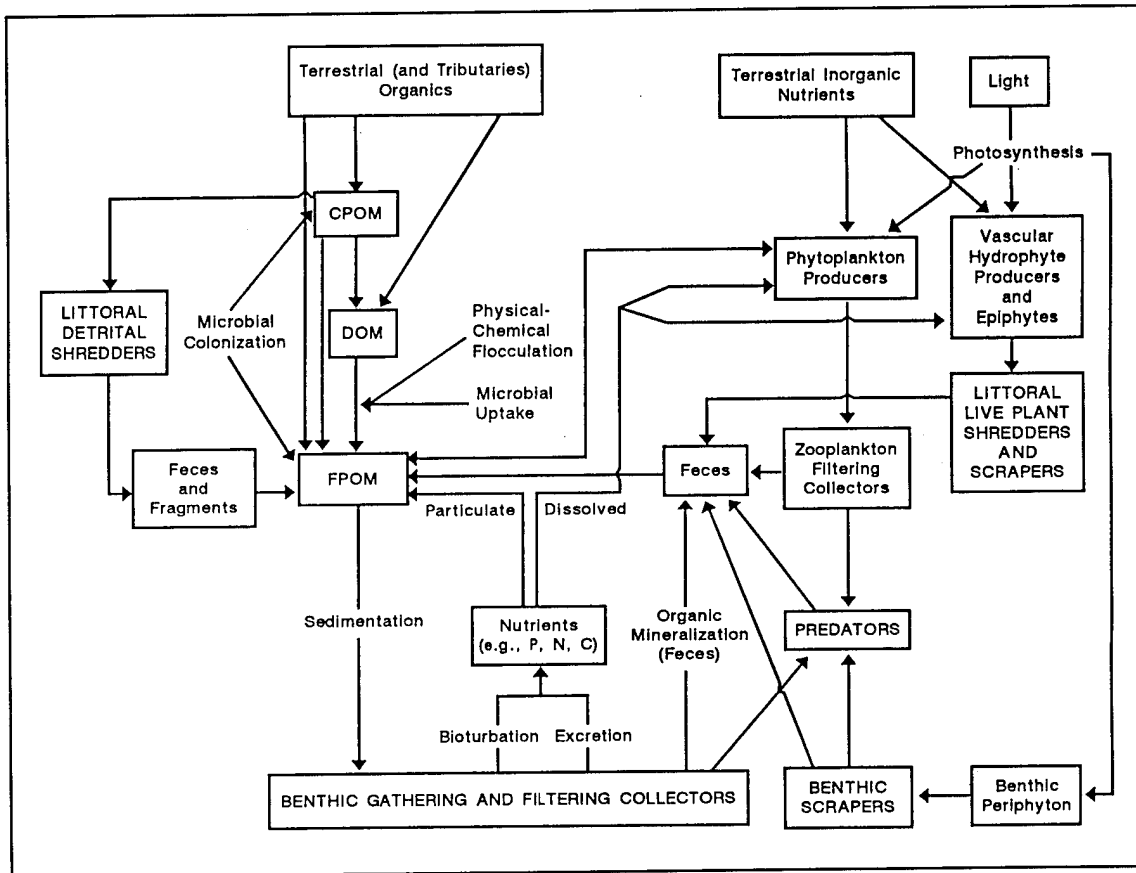 Terrestrial (and Tributaries)
Organics
Terrestrial Inorganic
Nutrients
Light
Photosynthesis
CPOM
Phytoplankton
Producers
Vascular
Hydrophyte
Producers
and
Epiphytes
LITTORAL
DETRITAL
SHREDDERS
Microbial
Colonization
DOM
Physical-
Chemical
Flocculation
Microbial
Uptake
LITTORAL
LIVE PLANT
SHREDDERS
AND
SCRAPERS
Feces
and
Fragments
FPOM
Feces
Zooplankton
Filtering
Collectors
Particulate
Dissolved
Sedimentation
Nutrients
(e.g., P, N, C)
Organic
Mineralization
(Feces)
PREDATORS
Bioturbation
Excretion
BENTHIC GATHERING AND FILTERING COLLECTORS
BENTHIC
SCRAPERS
Benthic
Periphyton